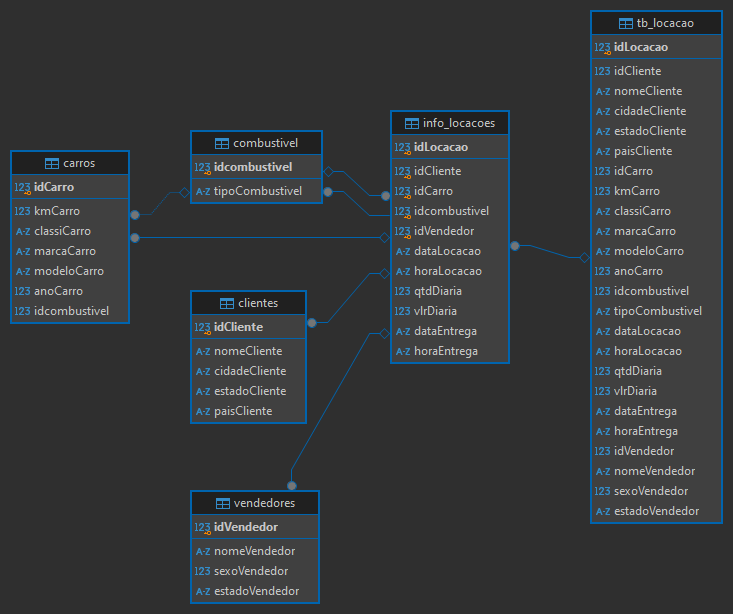 carros
123 idCarro
123 kmCarro
A-Z classiCarro
A-Z marcaCarro
A-Z modeloCarro
123 anoCarro
123 idcombustivel
combustivel
123 idcombustivel
A-Z tipoCombustivel
clientes
123 idCliente
A-Z nomeCliente
A-Z cidadeCliente
A-Z estadoCliente
A-Z paisCliente
vendedores
123 idVendedor
A-Z nomeVendedor
123 sexoVendedor
A-Z estadoVendedor
info_locacoes
123 idLocacao
123 idCliente
123 idCarro
123 idcombustivel
123 idVendedor
A-Z dataLocacao
A-Z horaLocacao
123 qtdDiaria
123 vlrDiaria
A-Z dataEntrega
A-Z horaEntrega
tb_locacao
123 idLocacao
123 idCliente
A-Z nomeCliente
A-Z cidadeCliente
A-Z estadoCliente
A-Z paisCliente
123 idCarro
123 kmCarro
A-Z classiCarro
A-Z marcaCarro
A-Z modeloCarro
123 anoCarro
123 idcombustivel
A-Z tipoCombustivel
A-Z dataLocacao
A-Z horaLocacao
123 qtdDiaria
123 vlrDiaria
A-Z dataEntrega
A-Z horaEntrega
123 idVendedor
A-Z nomeVendedor
123 sexoVendedor
A-Z estadoVendedor